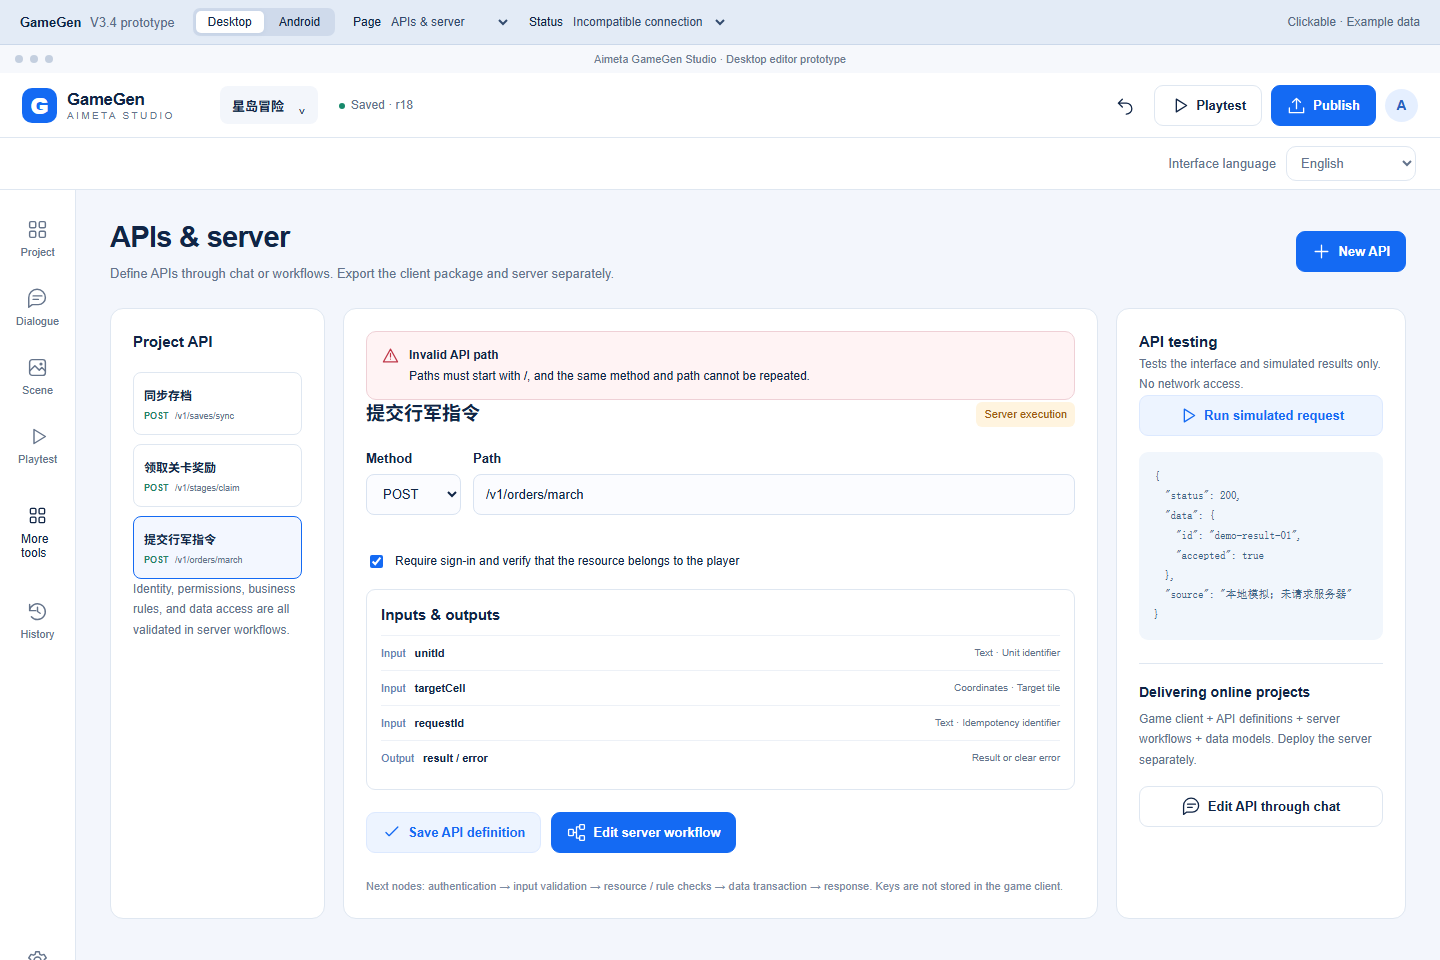 GameGen V3.4 prototype Desktop Android Page APIs & server Status Incompatible connection Clickable · Example data
Aimeta GameGen Studio · Desktop editor prototype
G GameGen
AIMETA STUDIO
星岛冒险
Saved · r18
Playtest
Publish
A
Interface language English
Project
Dialogue
Scene
Playtest
More
tools
History
APIs & server
Define APIs through chat or workflows. Export the client package and server separately.
New API
Project API
同步存档
POST /v1/saves/sync
领取关卡奖励
POST /v1/stages/claim
提交行军指令
POST /v1/orders/march
Identity, permissions, business
rules, and data access are all
validated in server workflows.
Invalid API path
Paths must start with /, and the same method and path cannot be repeated.
提交行军指令
Server execution
Method Path
POST /v1/orders/march
Require sign-in and verify that the resource belongs to the player
Inputs & outputs
Input unitId Text · Unit identifier
Input targetCell Coordinates · Target tile
Input requestId Text · Idempotency identifier
Output result / error Result or clear error
Save API definition
Edit server workflow
Next nodes: authentication → input validation → resource / rule checks → data transaction → response. Keys are not stored in the game client.
API testing
Tests the interface and simulated results only.
No network access.
Run simulated request
{
"status": 200,
"data": {
"id": "demo-result-01",
"accepted": true
},
"source": "本地模拟；未请求服务器"
}
Delivering online projects
Game client + API definitions + server
workflows + data models. Deploy the server
separately.
Edit API through chat